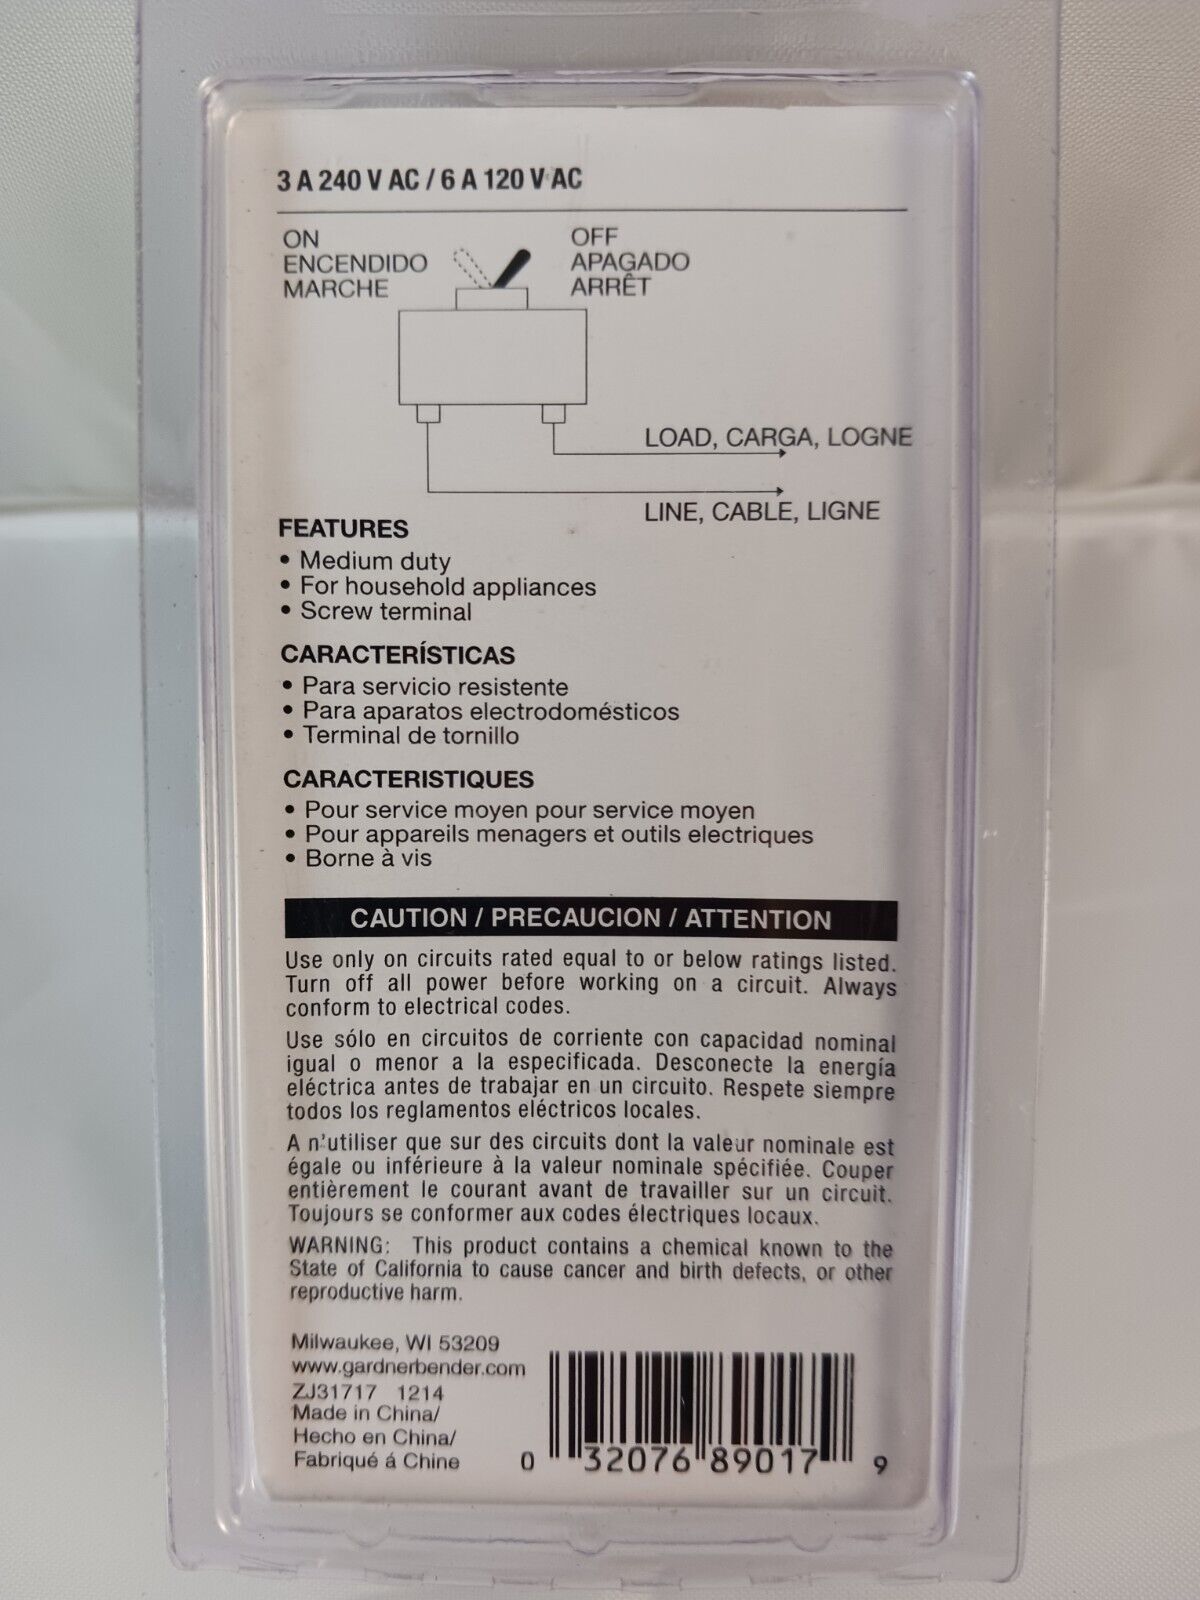 3 A 240 V AC / 6 A 120 V AC
ON
ENCENDIDO
MARCHE
OFF
APAGADO
ARRÊT
LOAD, CARGA, LOGNE
LINE, CABLE, LIGNE
FEATURES
• Medium duty
• For household appliances
• Screw terminal
CARACTERÍSTICAS
• Para servicio resistente
• Para aparatos electrodomésticos
• Terminal de tornillo
CARACTERISTIQUES
• Pour service moyen pour service moyen
• Pour appareils menagers et outils electriques
• Borne à vis
CAUTION / PRECAUCION / ATTENTION
Use only on circuits rated equal to or below ratings listed.
Turn off all power before working on a circuit. Always
conform to electrical codes.
Use sólo en circuitos de corriente con capacidad nominal
igual o menor a la especificada. Desconecte la energía
eléctrica antes de trabajar en un circuito. Respete siempre
todos los reglamentos eléctricos locales.
A n'utiliser que sur des circuits dont la valeur nominale est
égale ou inférieure à la valeur nominale spécifiée. Couper
entièrement le courant avant de travailler sur un circuit.
Toujours se conformer aux codes électriques locaux.
WARNING: This product contains a chemical known to the
State of California to cause cancer and birth defects, or other
reproductive harm.
Milwaukee, WI 53209
www.gardnerbender.com
ZJ31717 1214
Made in China/
Hecho en China/
Fabriqué á Chine
0 32076 89017 9